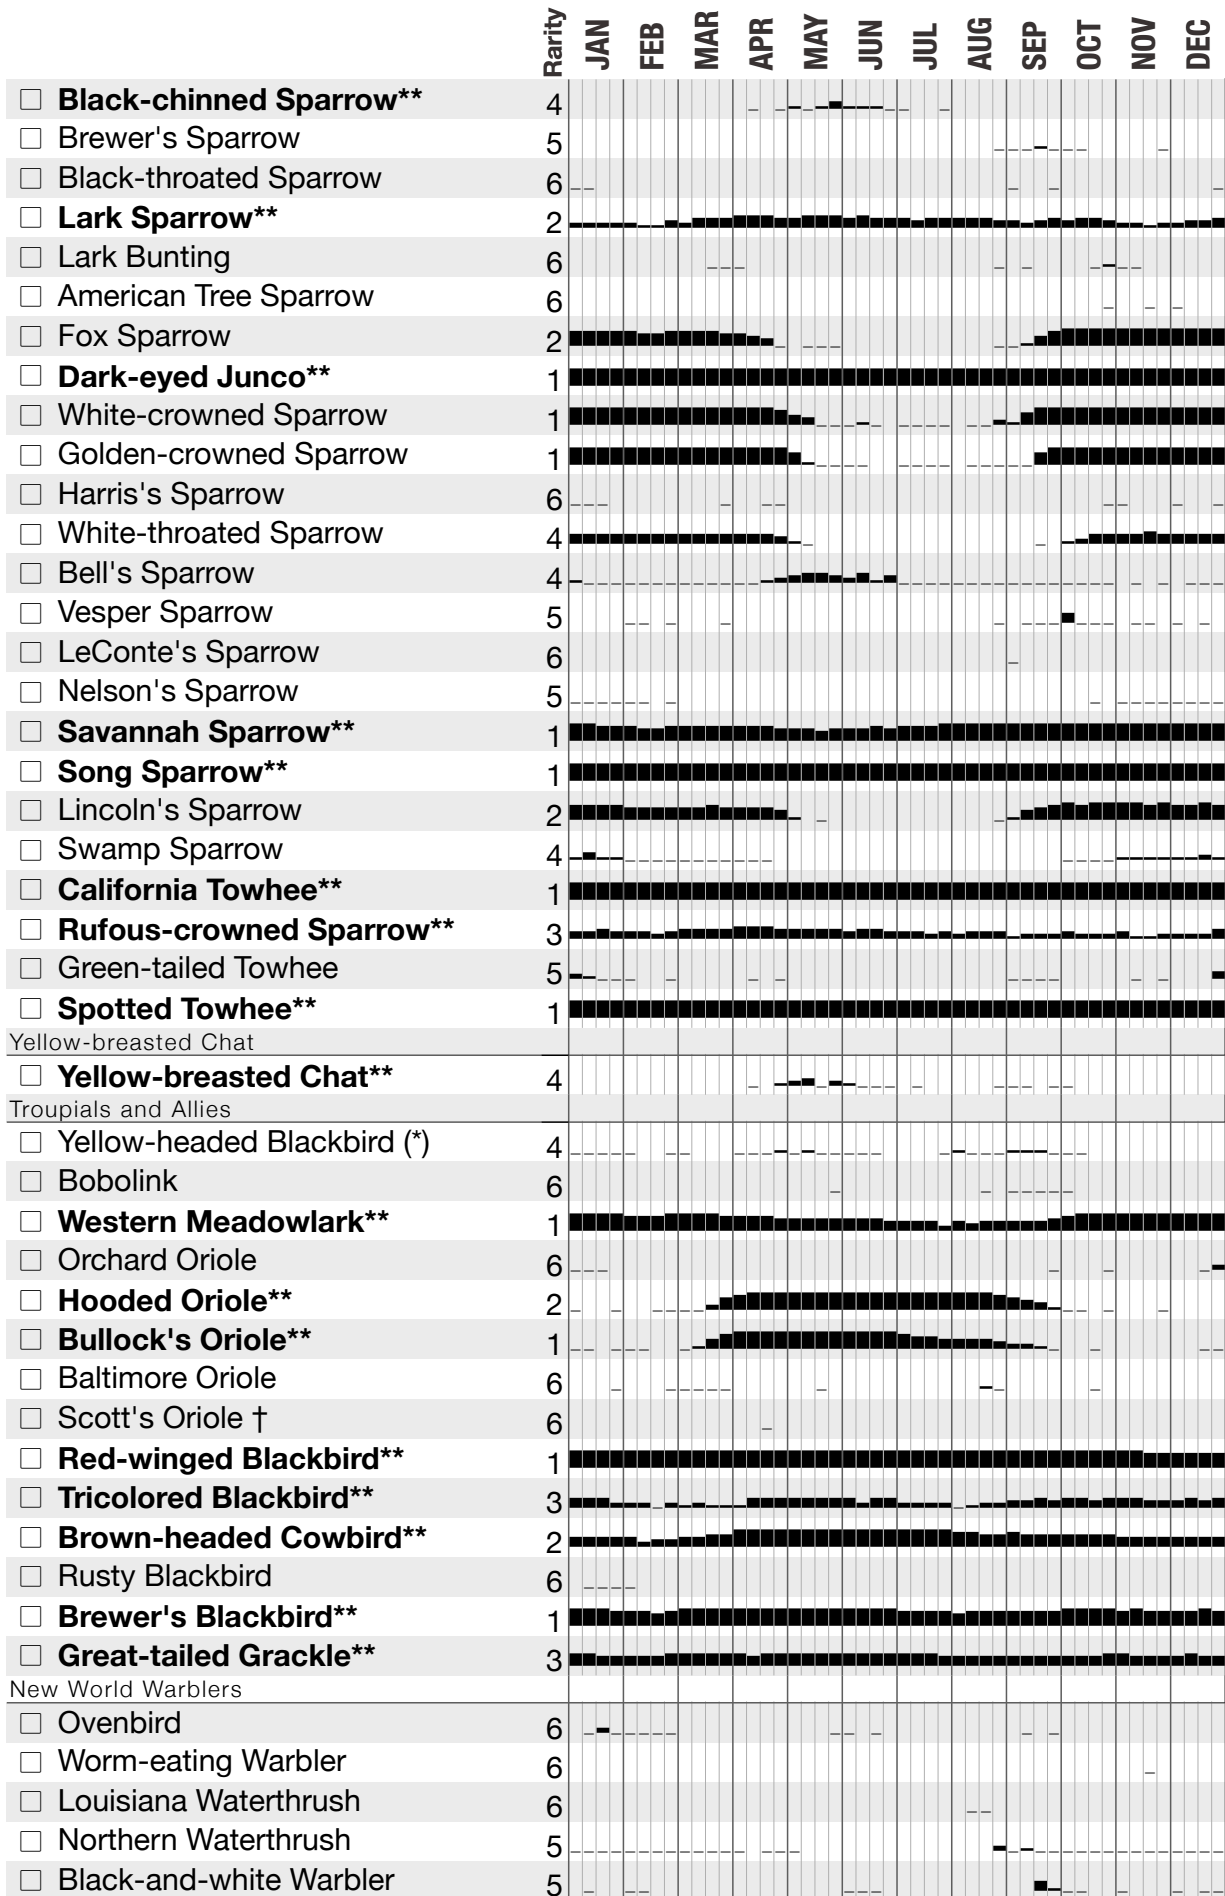 Rarity JAN FEB MAR APR MAY JUN JUL AUG SEP OCT NOV DEC
Black-chinned Sparrow** 4
Brewer's Sparrow 5
Black-throated Sparrow 6
Lark Sparrow** 2
Lark Bunting 6
American Tree Sparrow 6
Fox Sparrow 2
Dark-eyed Junco** 1
White-crowned Sparrow 1
Golden-crowned Sparrow 1
Harris's Sparrow 6
White-throated Sparrow 4
Bell's Sparrow 4
Vesper Sparrow 5
LeConte's Sparrow 6
Nelson's Sparrow 5
Savannah Sparrow** 1
Song Sparrow** 1
Lincoln's Sparrow 2
Swamp Sparrow 4
California Towhee** 1
Rufous-crowned Sparrow** 3
Green-tailed Towhee 5
Spotted Towhee** 1
Yellow-breasted Chat
Yellow-breasted Chat** 4
Troupials and Allies
Yellow-headed Blackbird (*) 4
Bobolink 6
Western Meadowlark** 1
Orchard Oriole 6
Hooded Oriole** 2
Bullock's Oriole** 1
Baltimore Oriole 6
Scott's Oriole † 6
Red-winged Blackbird** 1
Tricolored Blackbird** 3
Brown-headed Cowbird** 2
Rusty Blackbird 6
Brewer's Blackbird** 1
Great-tailed Grackle** 3
New World Warblers
Ovenbird 6
Worm-eating Warbler 6
Louisiana Waterthrush 6
Northern Waterthrush 5
Black-and-white Warbler 5